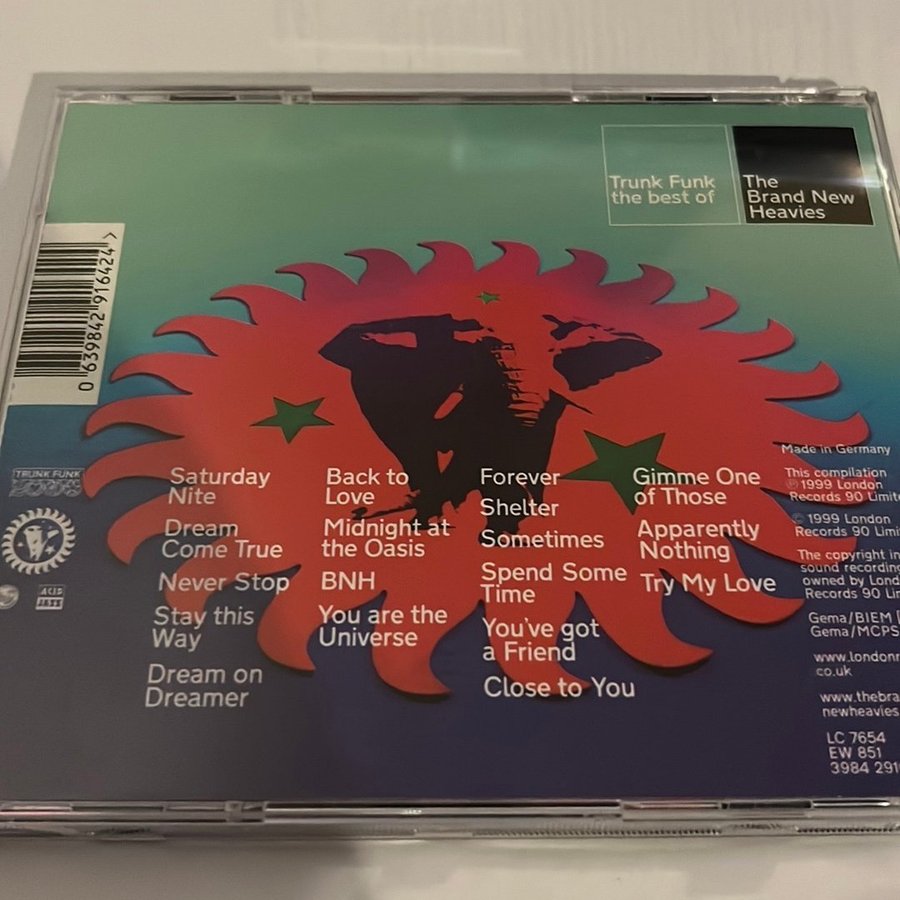 Trunk Funk
the best of
The
Brand New
Heavies
0 639842 916424 >
TRUNK FUNK
ACID
JAZZ
Saturday
Nite
Dream
Come True
Never Stop
Stay this
Way
Dream on
Dreamer
Back to
Love
Midnight at
the Oasis
BNH
You are the
Universe
Forever
Shelter
Sometimes
Spend Some
Time
You've got
a Friend
Close to You
Gimme One
of Those
Apparently
Nothing
Try My Love
Made in Germany
This compilation
℗ 1999 London
Records 90 Limite
© 1999 London
Records 90 Limi
The copyright in
sound recording
owned by Lond
Records 90 Lim
Gema/BIEM
Gema/MCPS
www.londonr
co.uk
www.thebra
newheavies
LC 7654
EW 851
3984 291